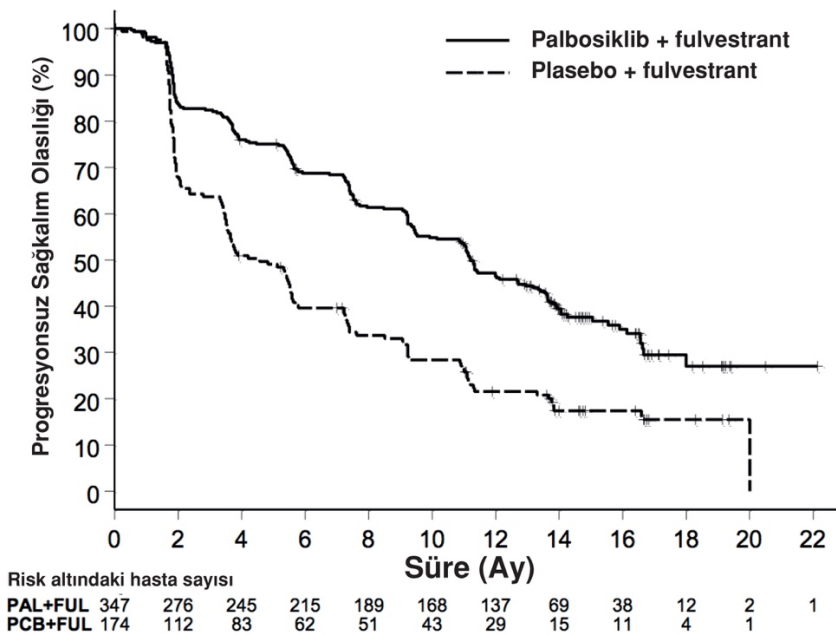 Palbosiklib + fulvestrant
Plasebo + fulvestrant
Progresyonsuz Sağkalım Olasılığı (%)
100
90
80
70
60
50
40
30
20
10
0
0 2 4 6 8 10 12 14 16 18 20 22
Süre (Ay)
Risk altındaki hasta sayısı
PAL+FUL 347 276 245 215 189 168 137 69 38 12 2 1
PCB+FUL 174 112 83 62 51 43 29 15 11 4 1